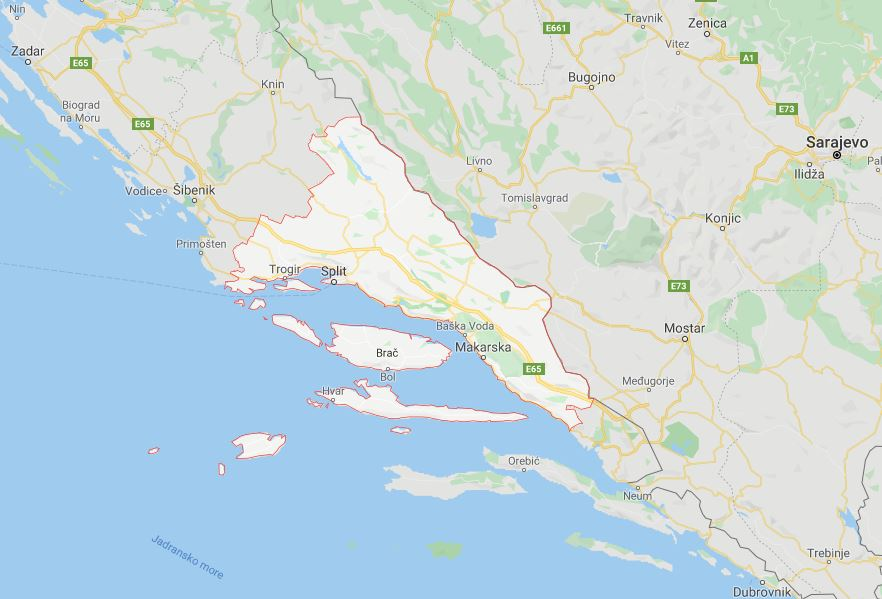 Nin
Travnik
Zenica
E661
Zadar
Vitez
E65
A1
Bugojno
Knin
Biograd
na Moru
E73
E65
Sarajevo
Livno
Ilidža
Pal
Vodice
Šibenik
Tomislavgrad
Konjic
Primošten
Trogir
Split
E73
Baška Voda
Mostar
Makarska
Brač
E65
Bol
Međugorje
Hvar
Orebić
Neum
Jadransko more
Trebinje
Dubrovnik